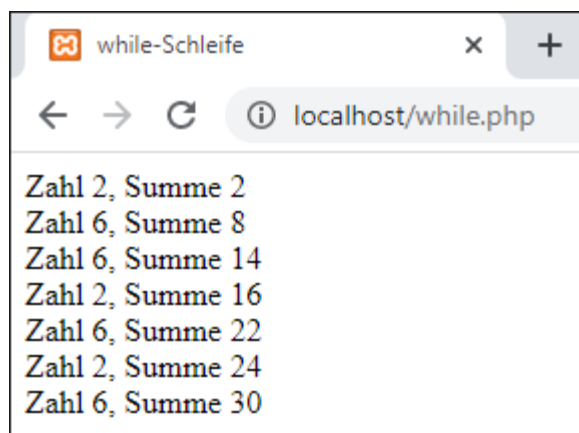 while-Schleife
localhost/while.php
Zahl 2, Summe 2
Zahl 6, Summe 8
Zahl 6, Summe 14
Zahl 2, Summe 16
Zahl 6, Summe 22
Zahl 2, Summe 24
Zahl 6, Summe 30